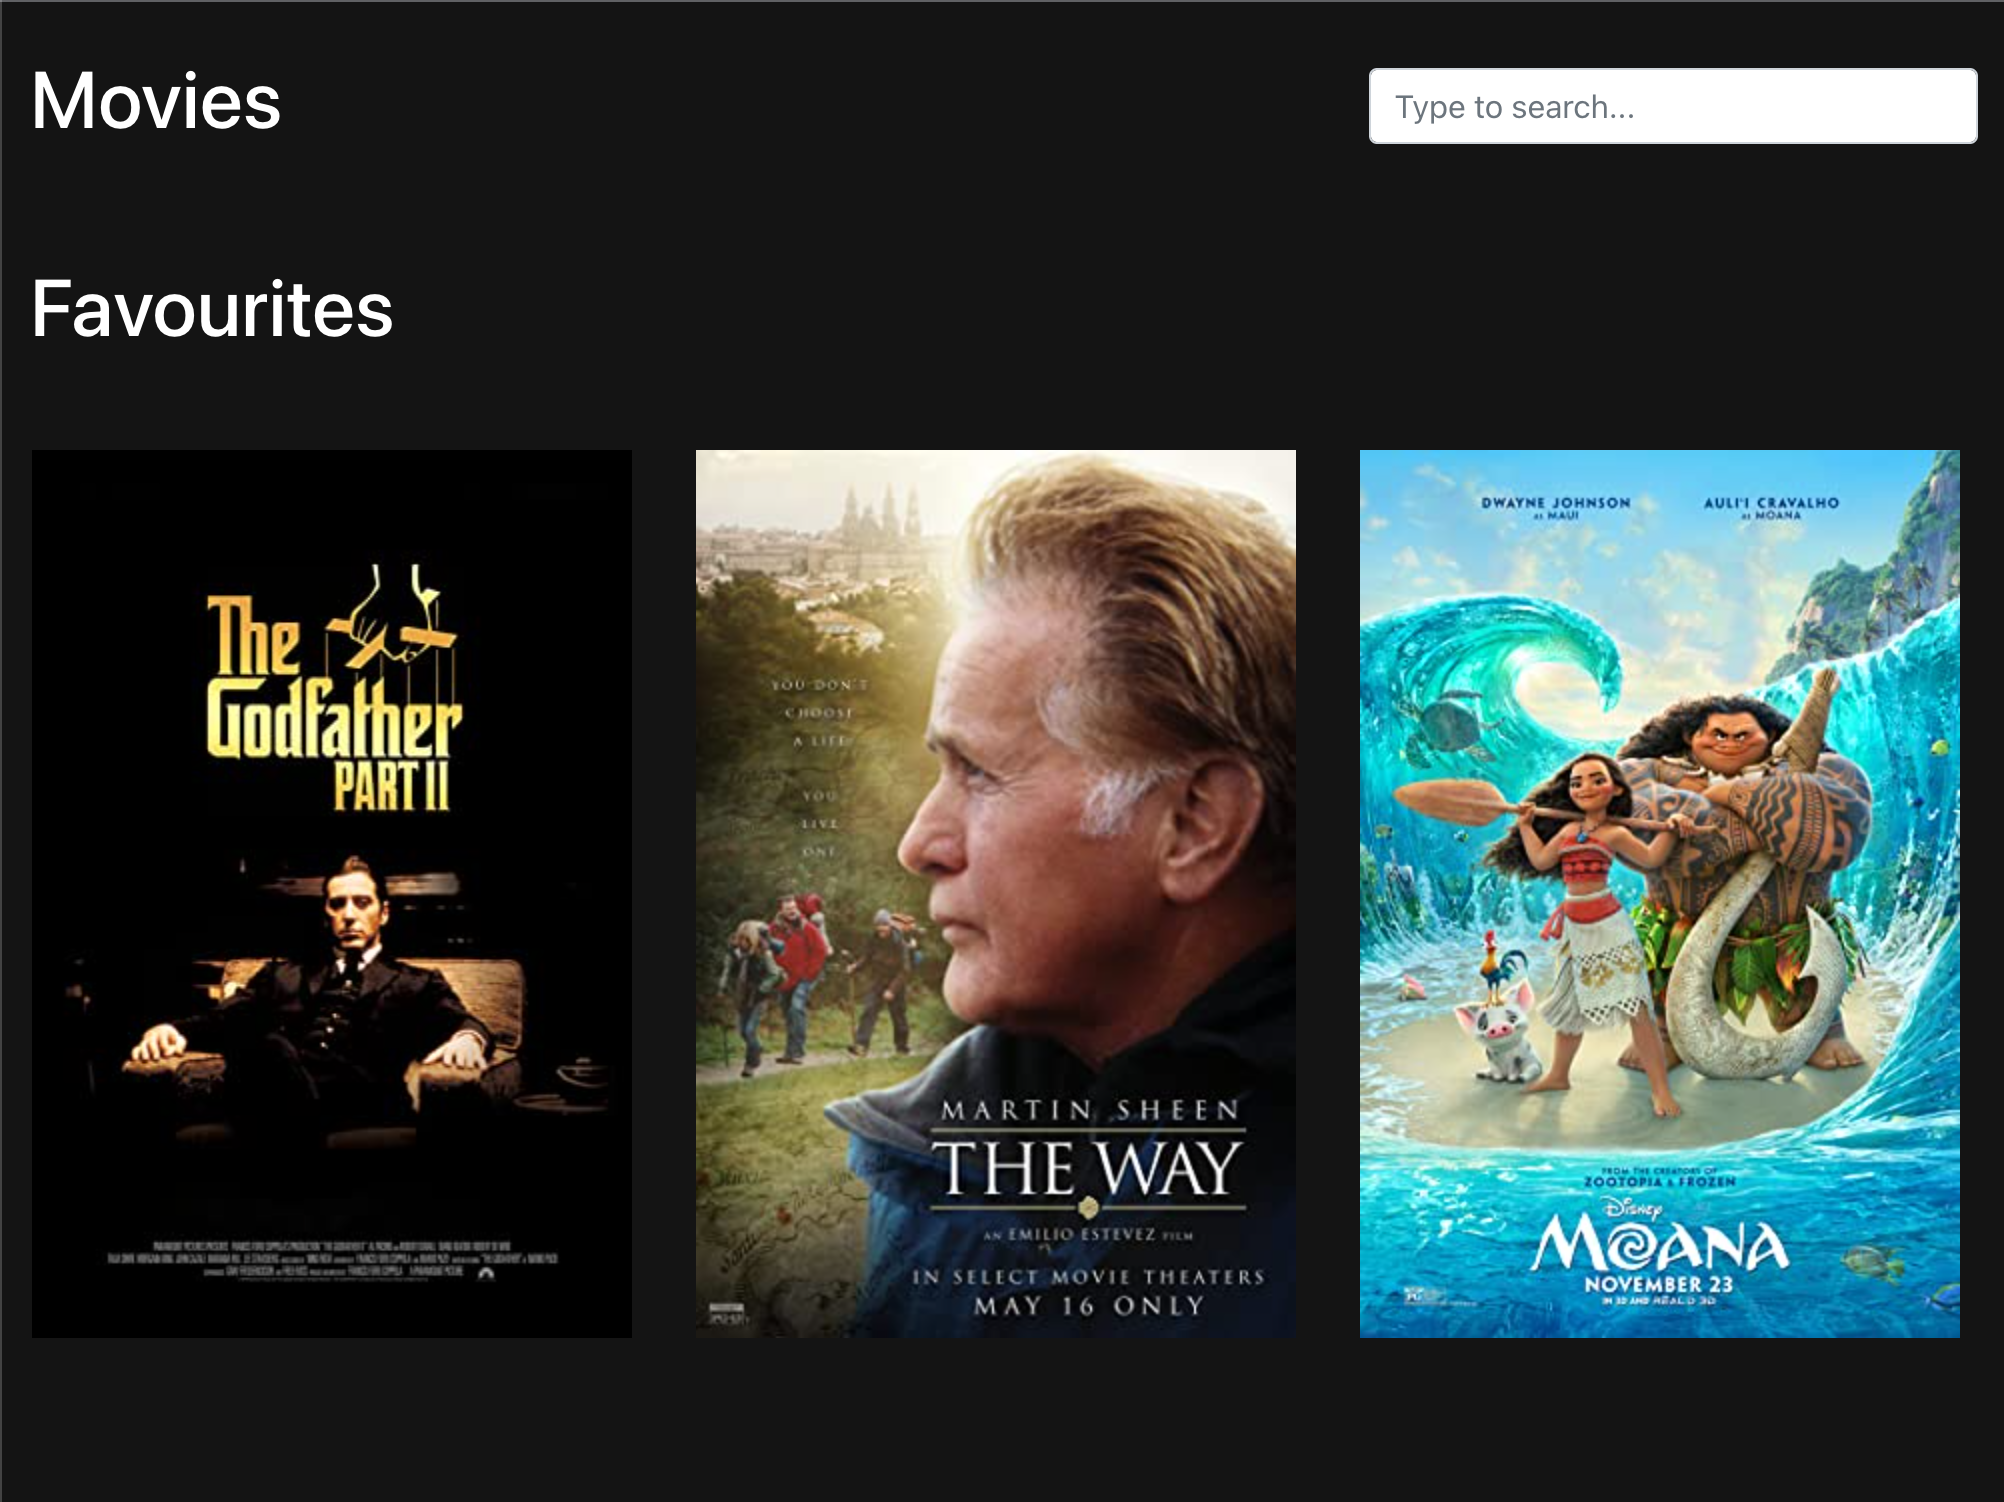 Movies
Type to search...
Favourites
The
Godfather
PART II
YOU DON'T
CHOOSE
A LIFE
YOU
LIVE
ONE
MARTIN SHEEN
THE WAY
AN EMILIO ESTEVEZ FILM
IN SELECT MOVIE THEATERS
MAY 16 ONLY
DWAYNE JOHNSON AULI'I CRAVALHO
AS MAUI AS MOANA
FROM THE CREATORS OF
ZOOTOPIA & FROZEN
DISNEY
MOANA
NOVEMBER 23
IN 3D AND REAL D 3D